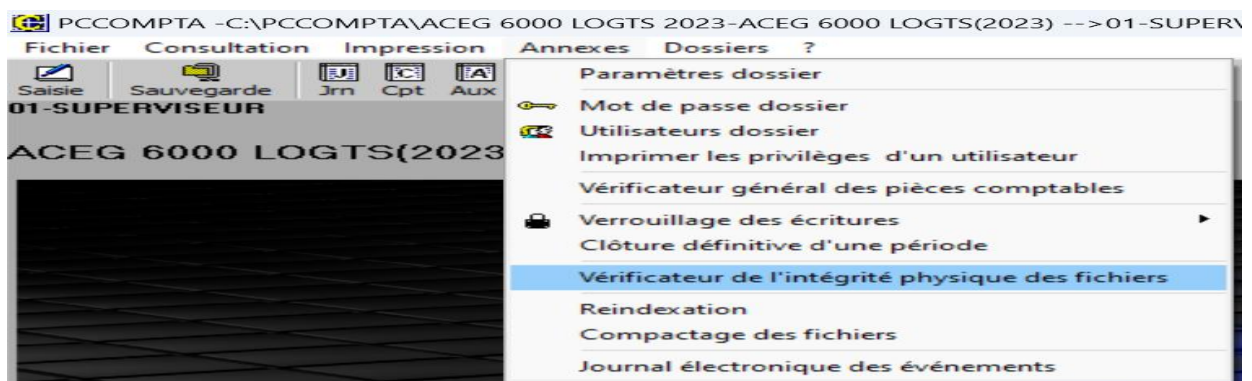 PCCOMPTA -C:\PCCOMPTA\ACEG 6000 LOGTS 2023-ACEG 6000 LOGTS(2023) -->01-SUPERV
Fichier Consultation Impression Annexes Dossiers ?
Saisie Sauvegarde Jrn Cpt Aux
01-SUPERVISEUR
ACEG 6000 LOGTS(2023
Paramètres dossier
Mot de passe dossier
Utilisateurs dossier
Imprimer les privilèges d'un utilisateur
Vérificateur général des pièces comptables
Verrouillage des écritures
Clôture définitive d'une période
Vérificateur de l'intégrité physique des fichiers
Reindexation
Compactage des fichiers
Journal électronique des événements